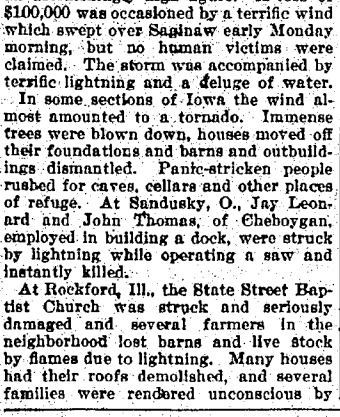 $100,000 was occasioned by a terrific wind
which swept over Saginaw early Monday
morning, but no human victims were
claimed. The storm was accompanied by
terrific lightning and a deluge of water.
In some sections of Iowa the wind al-
most amounted to a tornado. Immense
trees were blown down, houses moved off
their foundations and barns and outbuild-
ings dismantled. Panic-stricken people
rushed for caves, cellars and other places
of refuge. At Sandusky, O., Jay Leon-
ard and John Thomas, of Cheboygan,
employed in building a dock, were struck
by lightning while operating a saw and
instantly killed.
At Rockford, Ill., the State Street Bap-
tist Church was struck and seriously
damaged and several farmers in the
neighborhood lost barns and live stock
by flames due to lightning. Many houses
had their roofs demolished, and several
families were rendered unconscious by